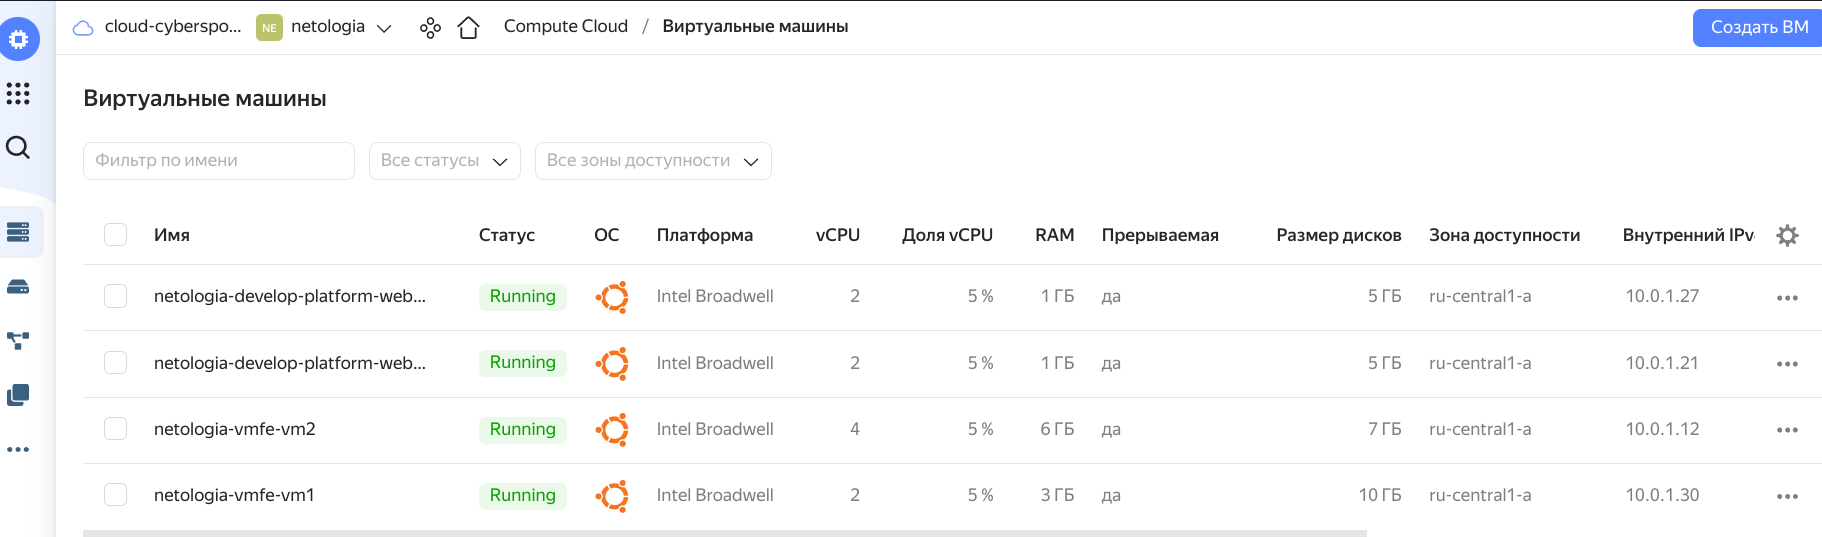 cloud-cyberspo... NE netologia Compute Cloud / Виртуальные машины Создать ВМ
Виртуальные машины
Фильтр по имени Все статусы Все зоны доступности
Имя Статус ОС Платформа vCPU Доля vCPU RAM Прерываемая Размер дисков Зона доступности Внутренний IPv
netologia-develop-platform-web... Running Intel Broadwell 2 5 % 1 ГБ да 5 ГБ ru-central1-a 10.0.1.27
netologia-develop-platform-web... Running Intel Broadwell 2 5 % 1 ГБ да 5 ГБ ru-central1-a 10.0.1.21
netologia-vmfe-vm2 Running Intel Broadwell 4 5 % 6 ГБ да 7 ГБ ru-central1-a 10.0.1.12
netologia-vmfe-vm1 Running Intel Broadwell 2 5 % 3 ГБ да 10 ГБ ru-central1-a 10.0.1.30